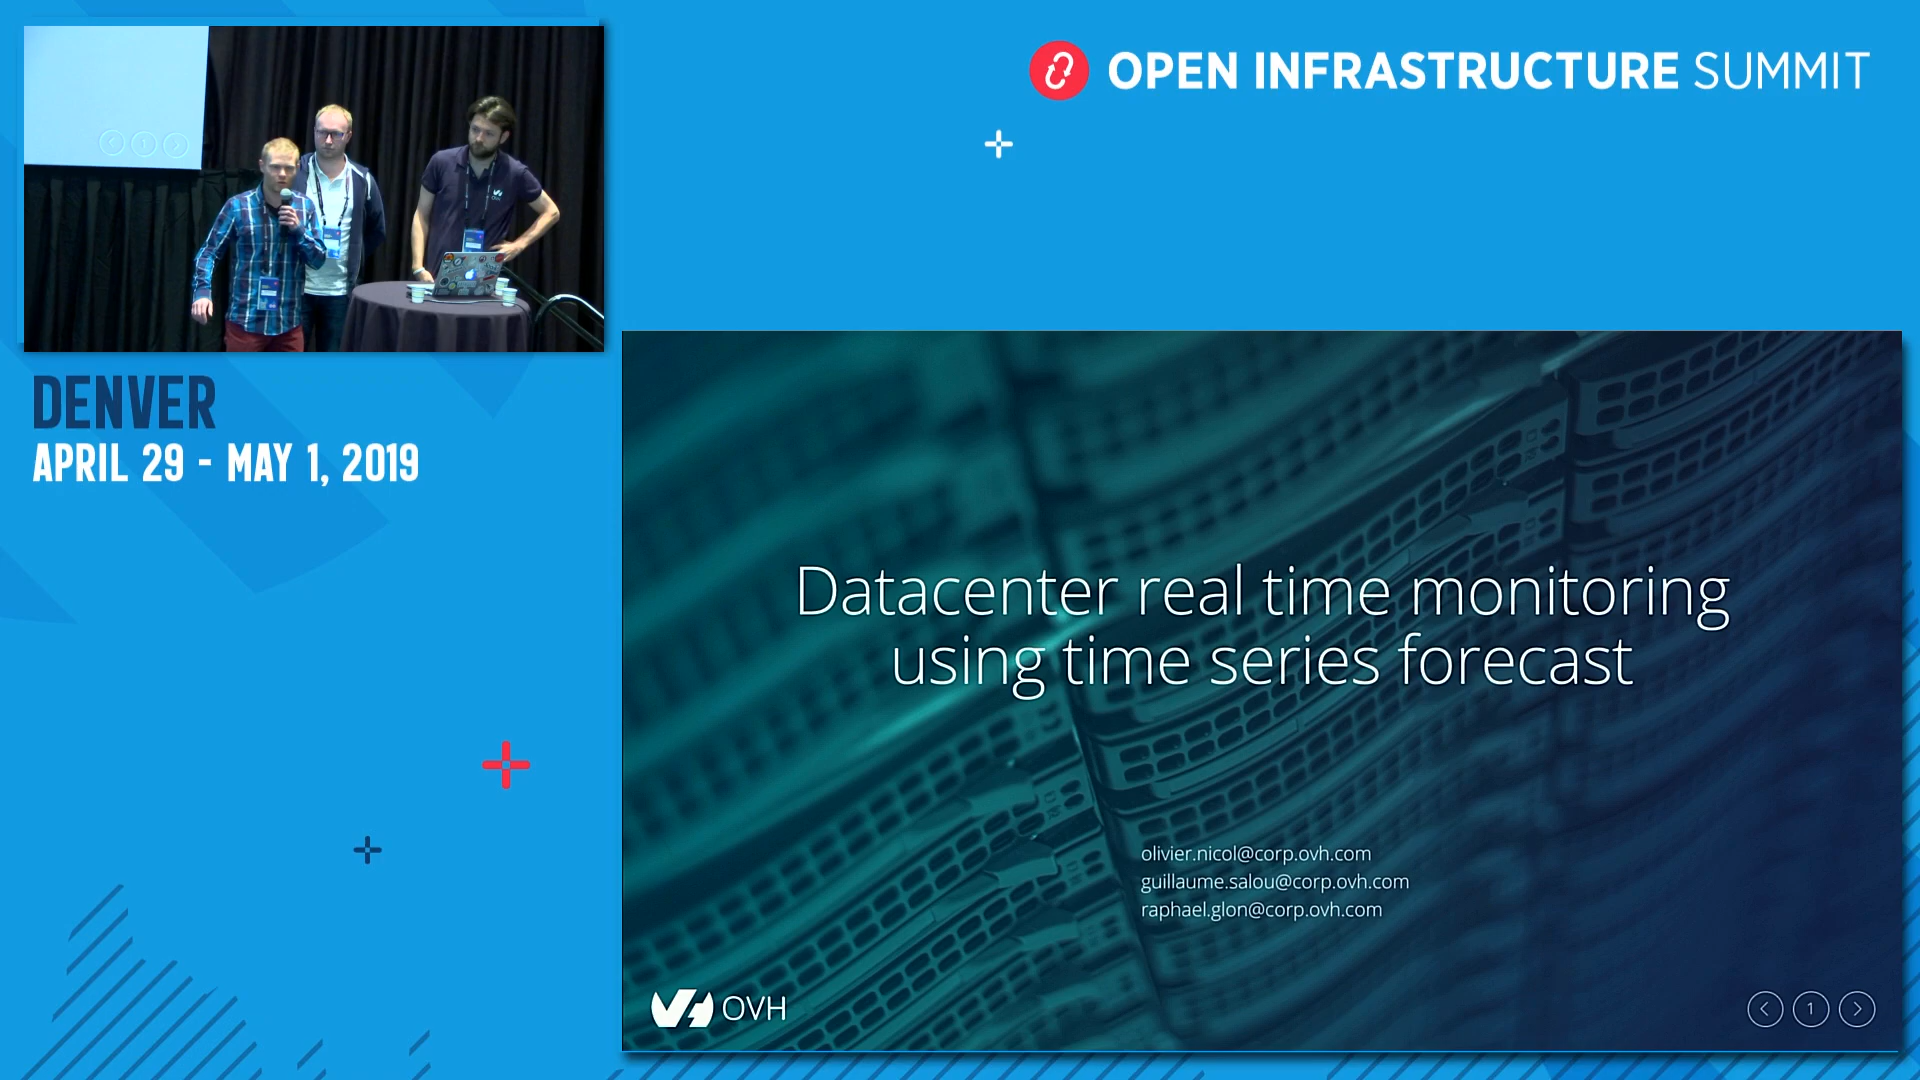 OPEN INFRASTRUCTURE SUMMIT
DENVER
APRIL 29 - MAY 1, 2019
Datacenter real time monitoring
using time series forecast
olivier.nicol@corp.ovh.com
guillaume.salou@corp.ovh.com
raphael.glon@corp.ovh.com
OVH
1